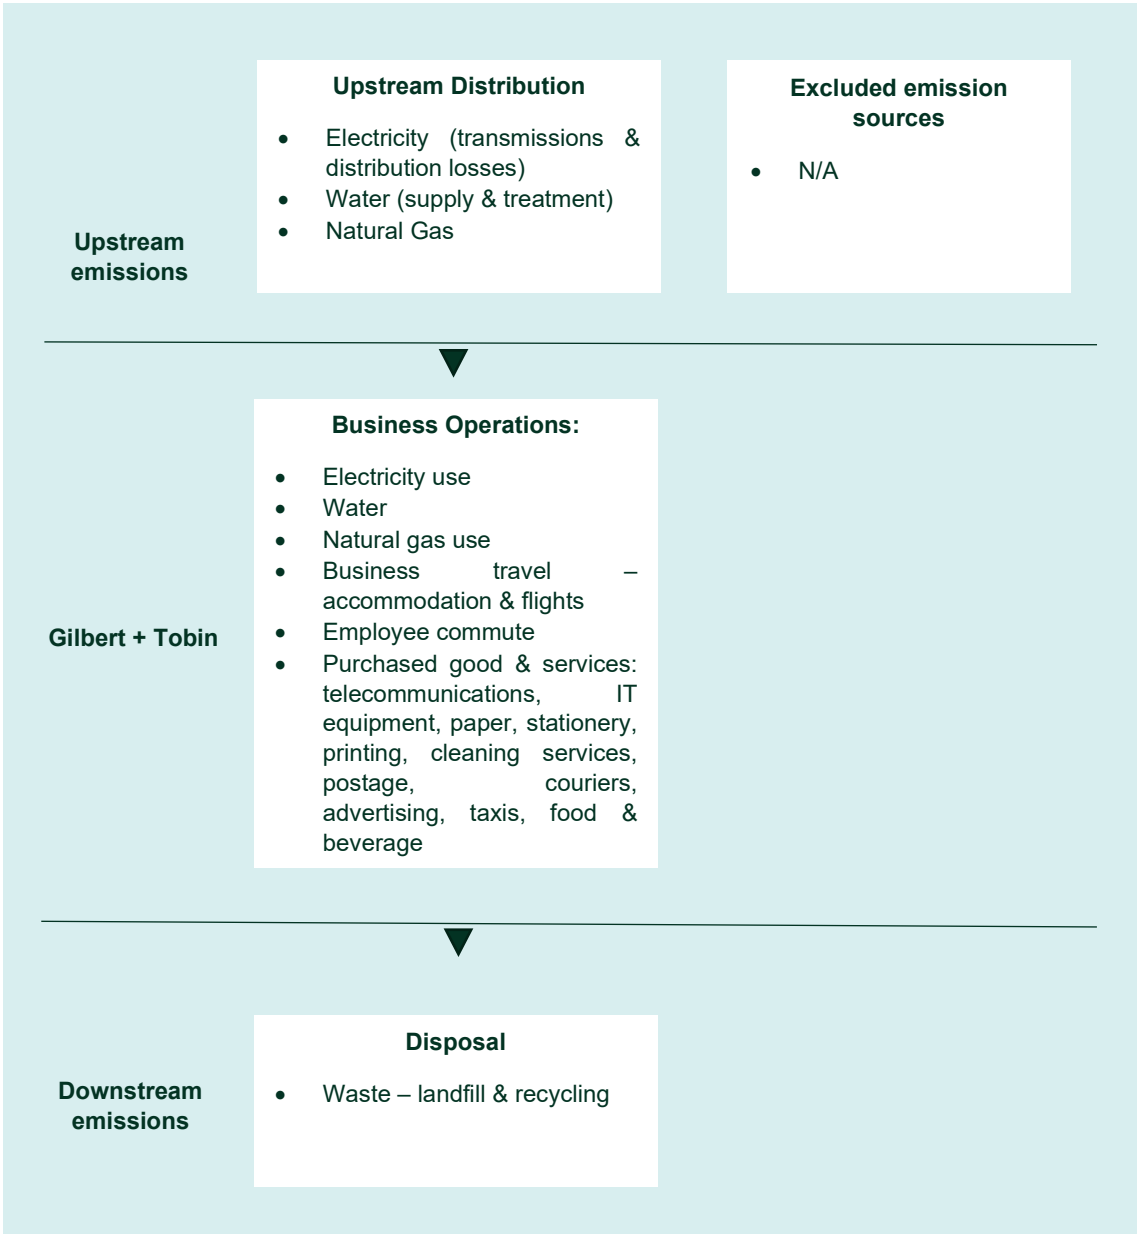 Upstream
emissions
Upstream Distribution
• Electricity (transmissions &
distribution losses)
• Water (supply & treatment)
• Natural Gas
Excluded emission
sources
• N/A
Gilbert + Tobin
Business Operations:
• Electricity use
• Water
• Natural gas use
• Business travel –
accommodation & flights
• Employee commute
• Purchased good & services:
telecommunications, IT
equipment, paper, stationery,
printing, cleaning services,
postage, couriers,
advertising, taxis, food &
beverage
Downstream
emissions
Disposal
• Waste – landfill & recycling